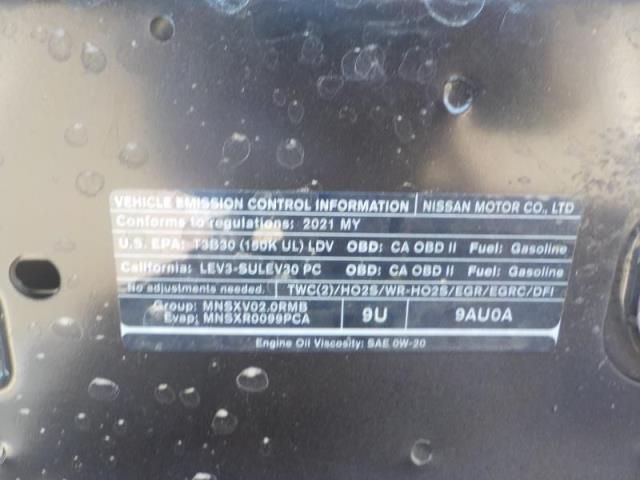 VEHICLE EMISSION CONTROL INFORMATION NISSAN MOTOR CO., LTD
Conforms to regulations: 2021 MY
U.S. EPA: T3B30 (150K UL) LDV OBD: CA OBD II Fuel: Gasoline
California: LEV3-SULEV30 PC OBD: CA OBD II Fuel: Gasoline
No adjustments needed. TWC(2)/HO2S/WR-HO2S/EGR/EGRC/DFI
Group: MNSXV02.0RMB
Evap: MNSXR0099PCA 9U 9AU0A
Engine Oil Viscosity: SAE 0W-20